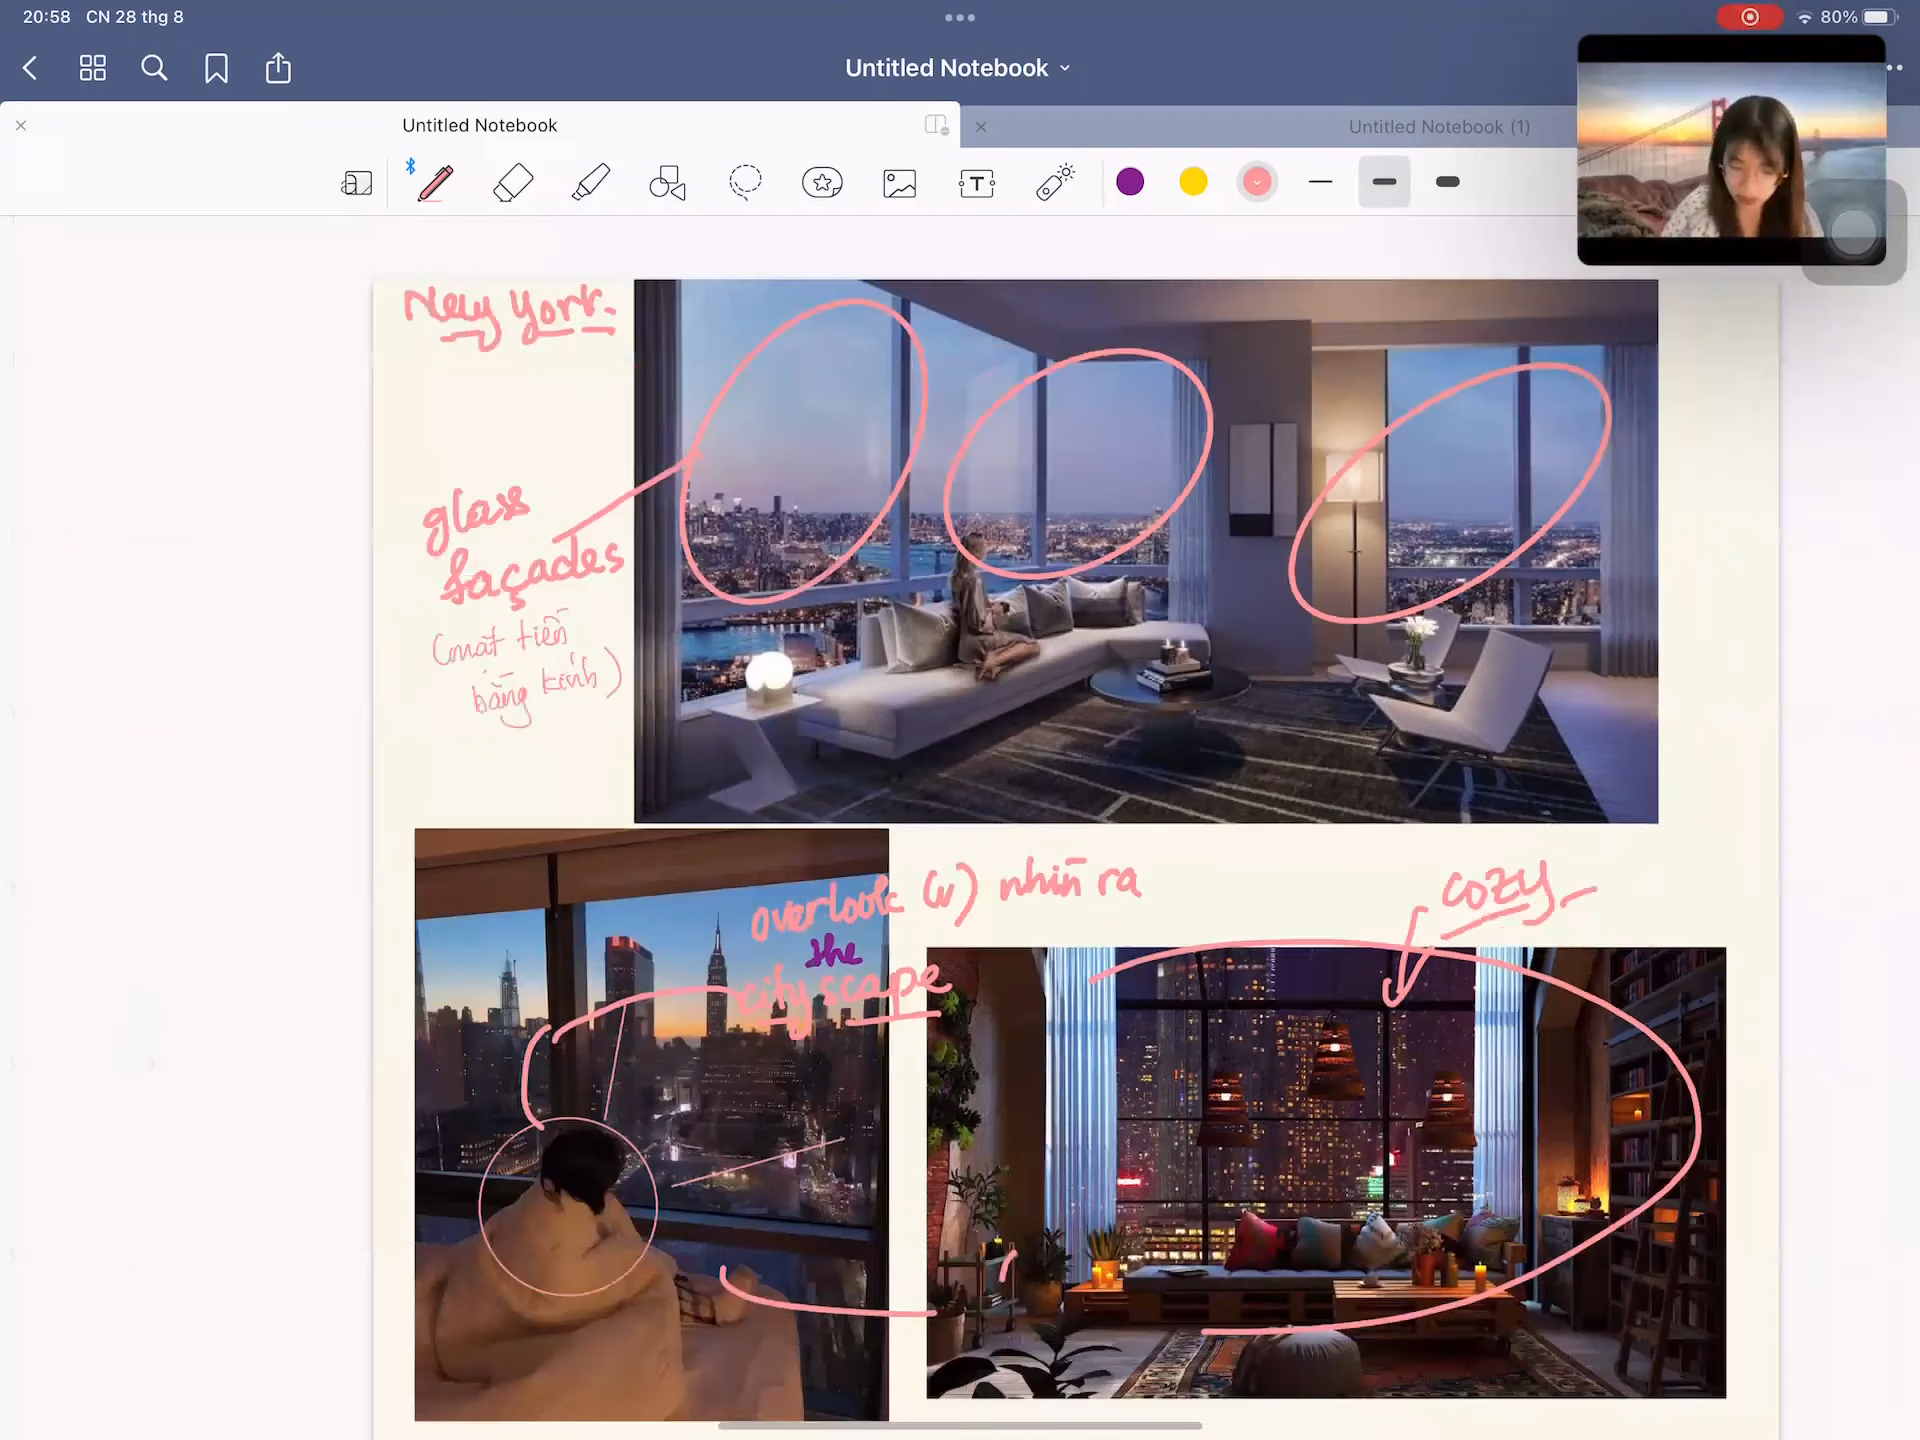 20:58 CN 28 thg 8
80%
Untitled Notebook
Untitled Notebook
Untitled Notebook (1)
New York.
glass
façades
(mặt tiền
bằng kính)
overlook (v) nhìn ra
the
cityscape
cozy